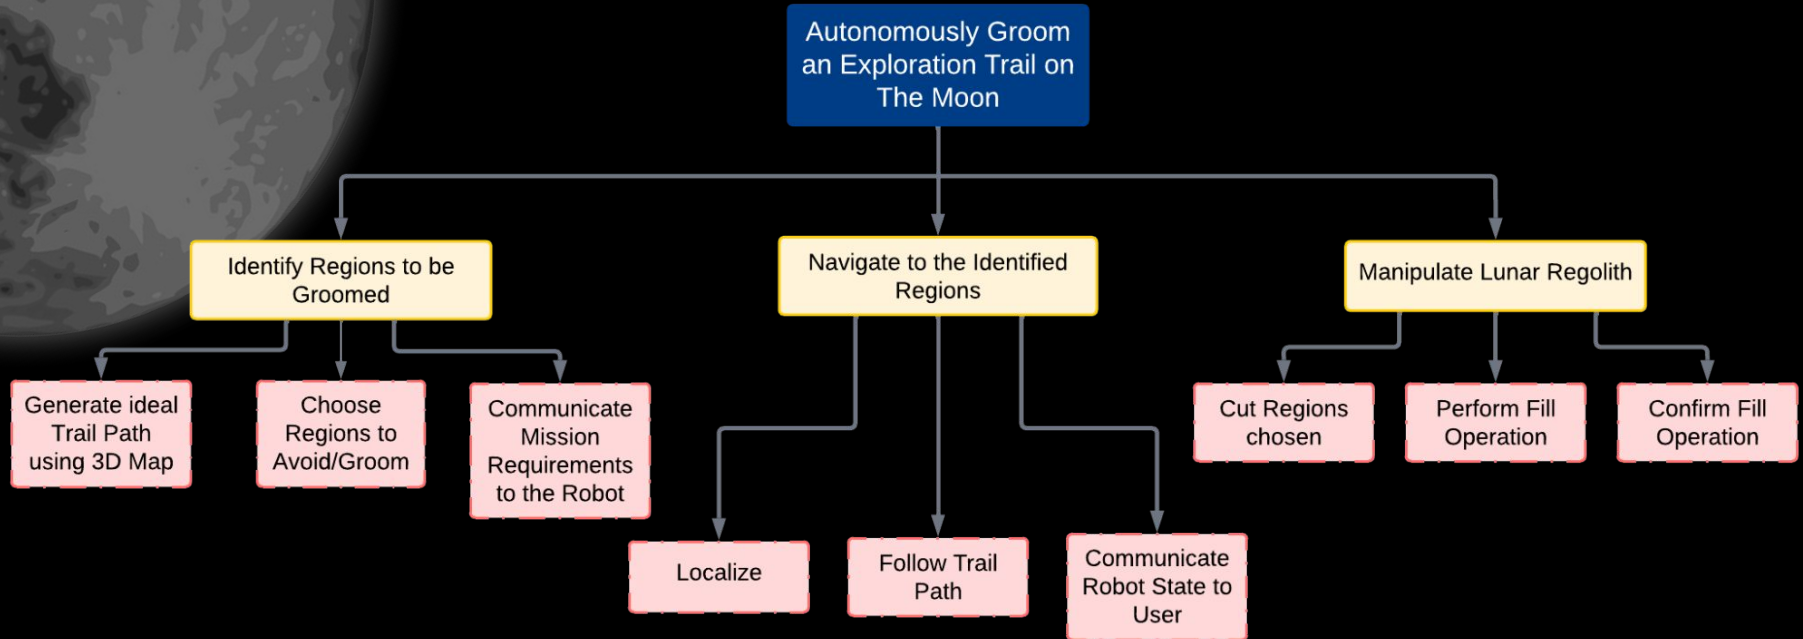 Autonomously Groom
an Exploration Trail on
The Moon
Identify Regions to be
Groomed
Navigate to the Identified
Regions
Manipulate Lunar Regolith
Generate ideal
Trail Path
using 3D Map
Choose
Regions to
Avoid/Groom
Communicate
Mission
Requirements
to the Robot
Localize
Follow Trail
Path
Communicate
Robot State to
User
Cut Regions
chosen
Perform Fill
Operation
Confirm Fill
Operation